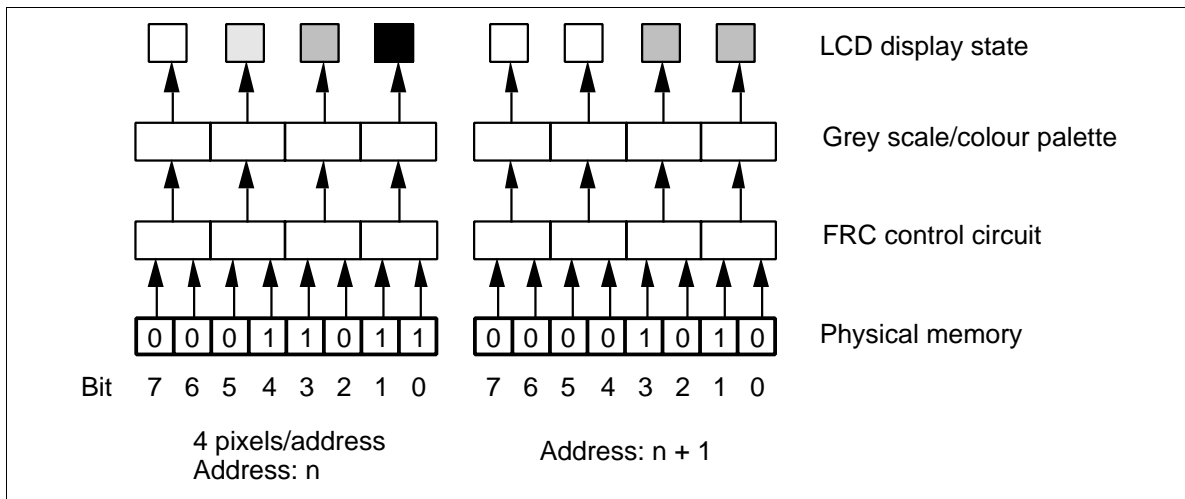 LCD display state
Grey scale/colour palette
FRC control circuit
0 0 0 1 1 0 1 1 0 0 0 0 1 0 1 0 Physical memory
Bit 7 6 5 4 3 2 1 0 7 6 5 4 3 2 1 0
4 pixels/address
Address: n
Address: n + 1